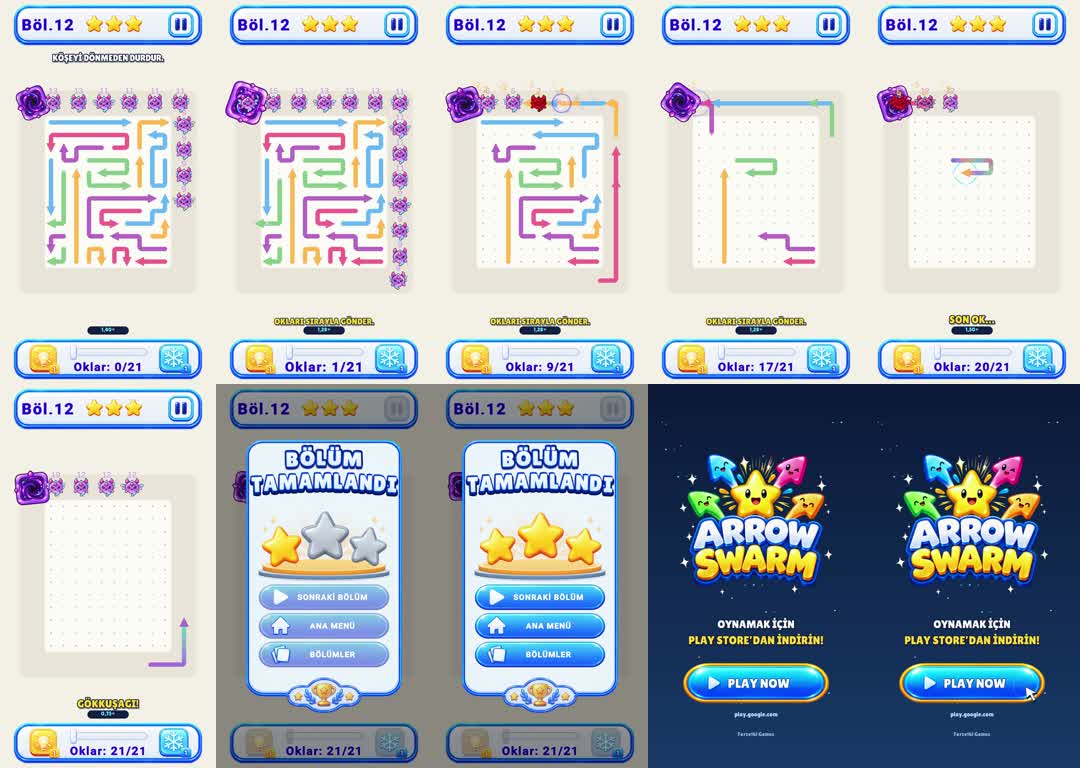 Böl.12
KÖŞEYİ DÖNMEDEN DURDUR.
Oklar: 0/21
Böl.12
OKLARI SIRAYLA GÖNDER.
Oklar: 1/21
Böl.12
OKLARI SIRAYLA GÖNDER.
Oklar: 9/21
Böl.12
OKLARI SIRAYLA GÖNDER.
Oklar: 17/21
Böl.12
SON OK...
Oklar: 20/21
Böl.12
GÖKKUŞAĞI!
Oklar: 21/21
Böl.12
BÖLÜM
TAMAMLANDI
SONRAKİ BÖLÜM
ANA MENÜ
BÖLÜMLER
Oklar: 21/21
Böl.12
BÖLÜM
TAMAMLANDI
SONRAKİ BÖLÜM
ANA MENÜ
BÖLÜMLER
Oklar: 21/21
ARROW
SWARM
OYNAMAK İÇİN
PLAY STORE'DAN İNDİRİN!
PLAY NOW
play.google.com
ARROW
SWARM
OYNAMAK İÇİN
PLAY STORE'DAN İNDİRİN!
PLAY NOW
play.google.com